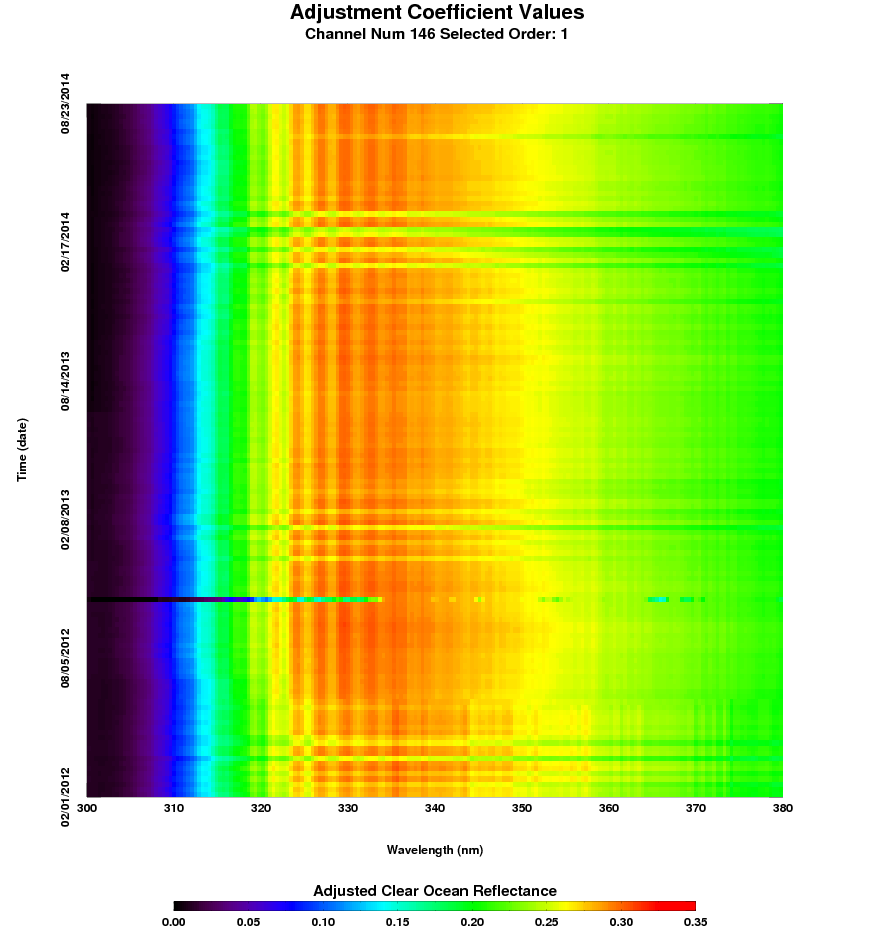 Adjustment Coefficient Values
Channel Num 146 Selected Order: 1
08/23/2014
02/17/2014
08/14/2013
02/08/2013
08/05/2012
02/01/2012
Time (date)
300 310 320 330 340 350 360 370 380
Wavelength (nm)
Adjusted Clear Ocean Reflectance
0.00 0.05 0.10 0.15 0.20 0.25 0.30 0.35